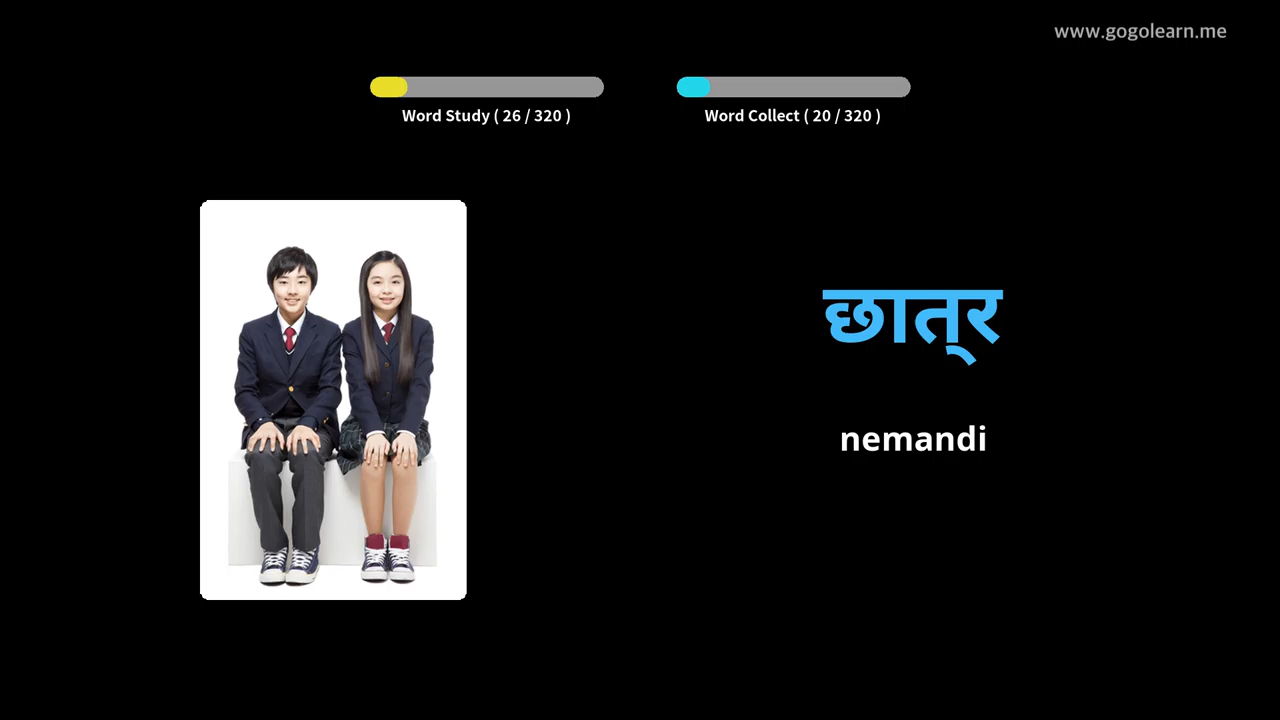 www.gogolearn.me
Word Study ( 26 / 320 )
Word Collect ( 20 / 320 )
छात्‌र
nemandi